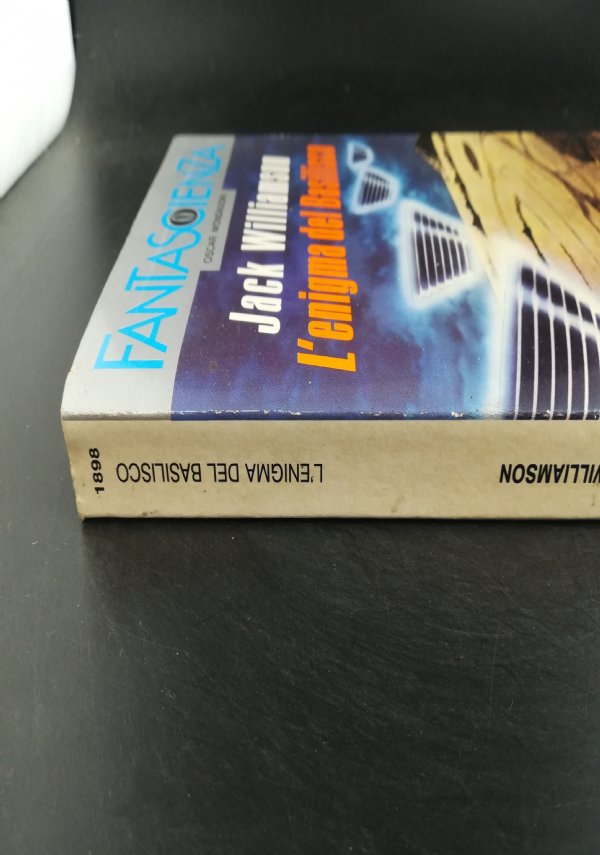 FANTASCIENZA
OSCAR MONDADORI
Jack Williamson
L'enigma del Basilisco
1898
L'ENIGMA DEL BASILISCO
WILLIAMSON